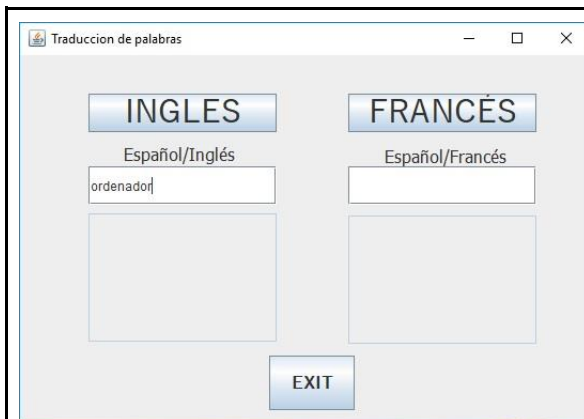 Traduccion de palabras
INGLES
FRANCÉS
Español/Inglés
Español/Francés
ordenador
EXIT